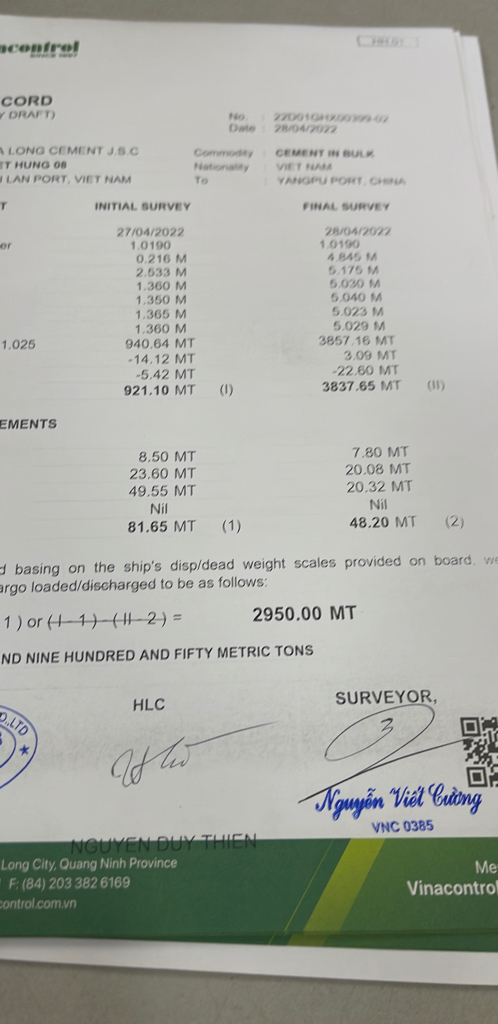 acontrol
SINCE 1957
CORD
Y DRAFT)
No. : 22D01GHX00399-02
Date : 28/04/2022
LONG CEMENT J.S.C
Commodity : CEMENT IN BULK
ET HUNG 08
Nationality : VIET NAM
LAN PORT, VIET NAM
To : YANGPU PORT, CHINA
T INITIAL SURVEY FINAL SURVEY
27/04/2022 28/04/2022
er 1.0190 1.0190
0.216 M 4.845 M
2.533 M 5.175 M
1.360 M 5.030 M
1.350 M 5.040 M
1.365 M 5.023 M
1.360 M 5.029 M
1.025 940.64 MT 3857.16 MT
-14.12 MT 3.09 MT
-5.42 MT -22.60 MT
921.10 MT (I) 3837.65 MT (II)
EMENTS
8.50 MT 7.80 MT
23.60 MT 20.08 MT
49.55 MT 20.32 MT
Nil Nil
81.65 MT (1) 48.20 MT (2)
d basing on the ship's disp/dead weight scales provided on board, we
argo loaded/discharged to be as follows:
1 ) or ( I - 1 ) - ( II - 2 ) = 2950.00 MT
ND NINE HUNDRED AND FIFTY METRIC TONS
HLC SURVEYOR,
O.,LTD
3
Nguyễn Viết Cường
VNC 0385
NGUYEN DUY THIEN
Long City, Quang Ninh Province
F: (84) 203 382 6169
control.com.vn
Me
Vinacontrol